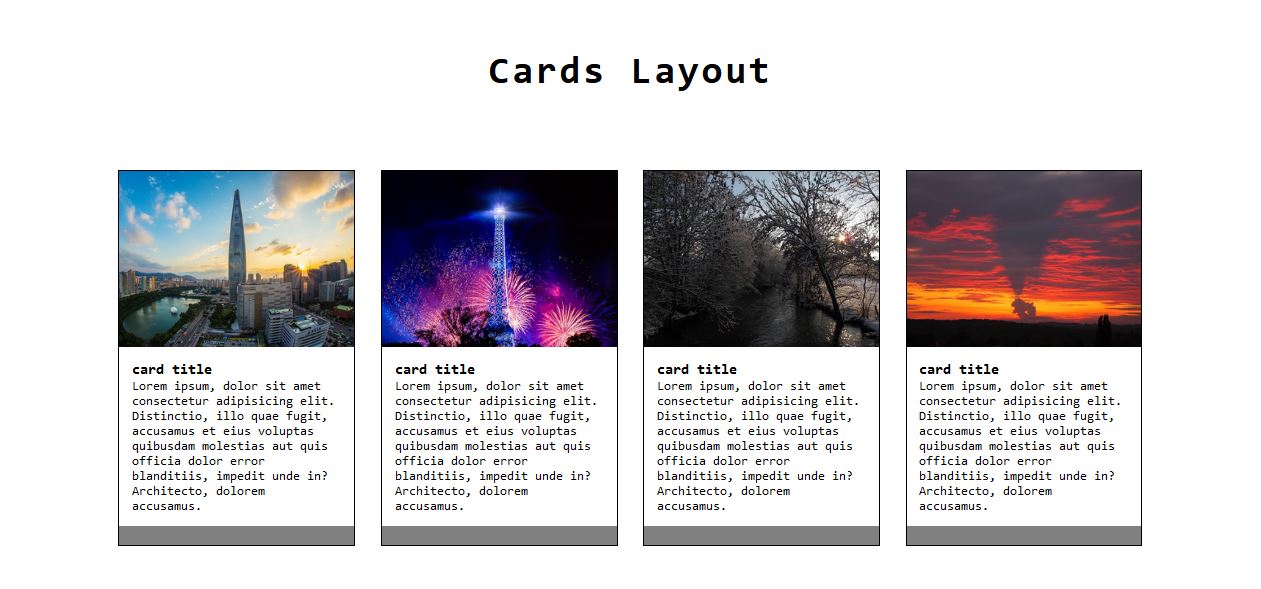 Cards Layout
card title
Lorem ipsum, dolor sit amet
consectetur adipisicing elit.
Distinctio, illo quae fugit,
accusamus et eius voluptas
quibusdam molestias aut quis
officia dolor error
blanditiis, impedit unde in?
Architecto, dolorem
accusamus.
card title
Lorem ipsum, dolor sit amet
consectetur adipisicing elit.
Distinctio, illo quae fugit,
accusamus et eius voluptas
quibusdam molestias aut quis
officia dolor error
blanditiis, impedit unde in?
Architecto, dolorem
accusamus.
card title
Lorem ipsum, dolor sit amet
consectetur adipisicing elit.
Distinctio, illo quae fugit,
accusamus et eius voluptas
quibusdam molestias aut quis
officia dolor error
blanditiis, impedit unde in?
Architecto, dolorem
accusamus.
card title
Lorem ipsum, dolor sit amet
consectetur adipisicing elit.
Distinctio, illo quae fugit,
accusamus et eius voluptas
quibusdam molestias aut quis
officia dolor error
blanditiis, impedit unde in?
Architecto, dolorem
accusamus.